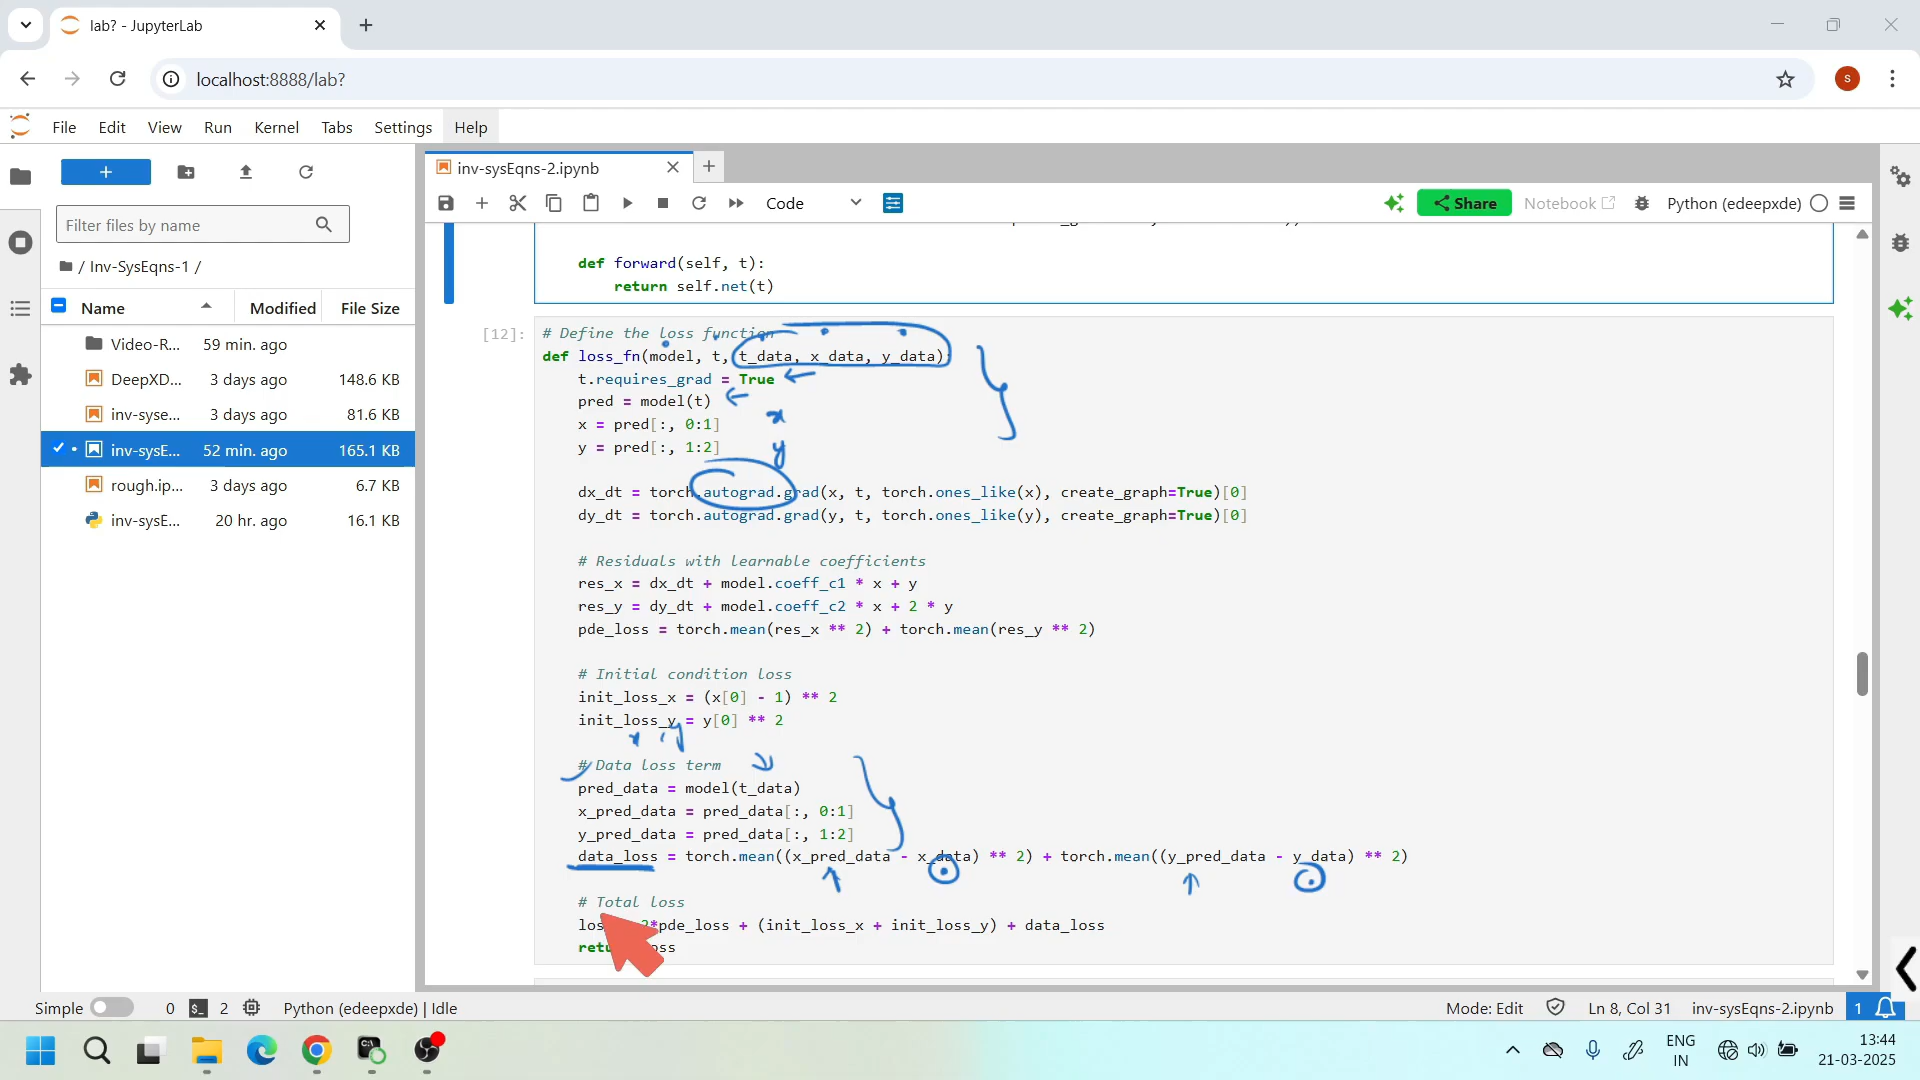 lab? - JupyterLab
localhost:8888/lab?
S
File Edit View Run Kernel Tabs Settings Help
Filter files by name
/ Inv-SysEqns-1 /
Name Modified File Size
Video-R... 59 min. ago
DeepXD... 3 days ago 148.6 KB
inv-syse... 3 days ago 81.6 KB
inv-sysE... 52 min. ago 165.1 KB
rough.ip... 3 days ago 6.7 KB
inv-sysE... 20 hr. ago 16.1 KB
inv-sysEqns-2.ipynb
Code Share Notebook Python (edeepxde)
def forward(self, t):
return self.net(t)
[12]:
# Define the loss function
def loss_fn(model, t, t_data, x_data, y_data):
t.requires_grad = True
pred = model(t)
x
x = pred[:, 0:1]
y = pred[:, 1:2]
y
dx_dt = torch.autograd.grad(x, t, torch.ones_like(x), create_graph=True)[0]
dy_dt = torch.autograd.grad(y, t, torch.ones_like(y), create_graph=True)[0]
# Residuals with learnable coefficients
res_x = dx_dt + model.coeff_c1 * x + y
res_y = dy_dt + model.coeff_c2 * x + 2 * y
pde_loss = torch.mean(res_x ** 2) + torch.mean(res_y ** 2)
# Initial condition loss
init_loss_x = (x[0] - 1) ** 2
init_loss_y = y[0] ** 2
x , y
# Data loss term
pred_data = model(t_data)
x_pred_data = pred_data[:, 0:1]
y_pred_data = pred_data[:, 1:2]
data_loss = torch.mean((x_pred_data - x_data) ** 2) + torch.mean((y_pred_data - y_data) ** 2)
# Total loss
2*pde_loss + (init_loss_x + init_loss_y) + data_loss
Simple 0 2 Python (edeepxde) | Idle Mode: Edit Ln 8, Col 31 inv-sysEqns-2.ipynb 1
ENG
IN
13:44
21-03-2025